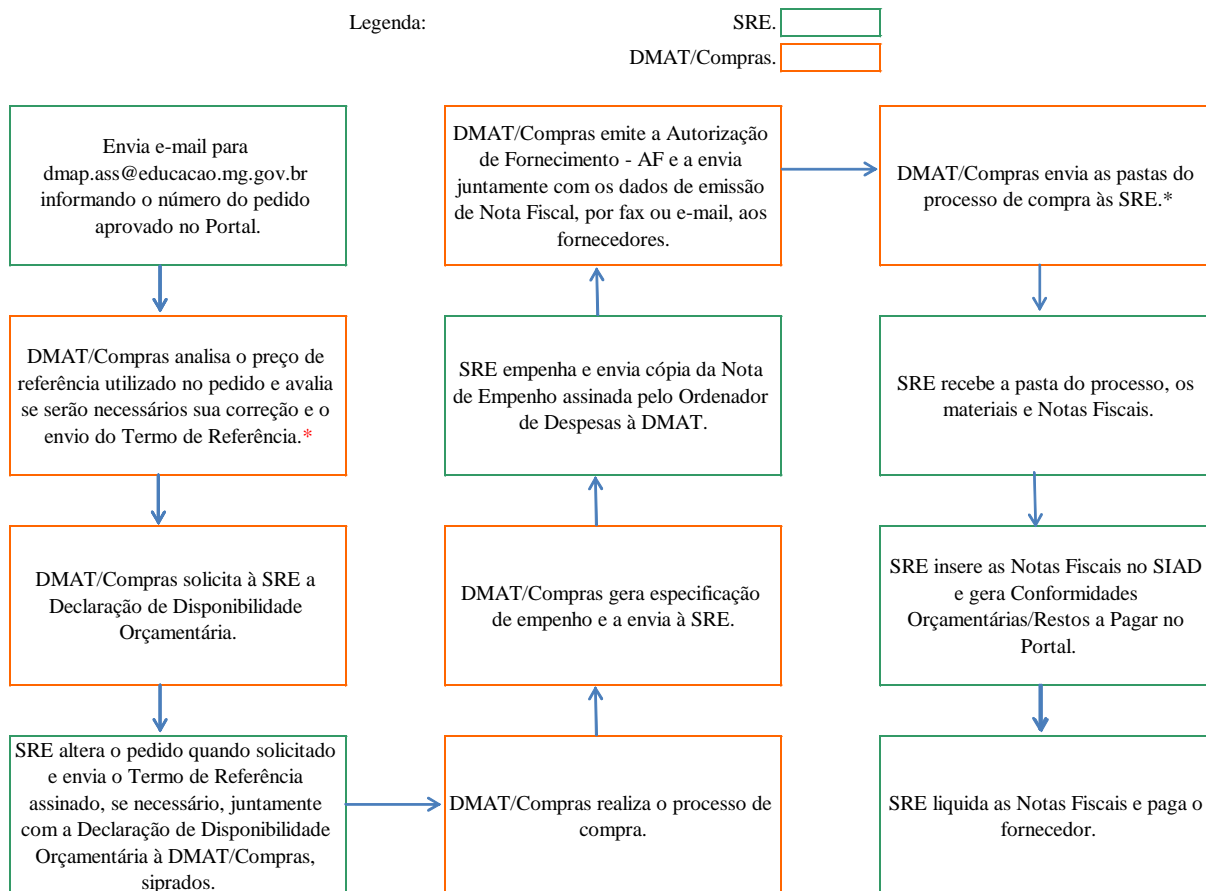 Legenda:
SRE.
DMAT/Compras.
Envia e-mail para
dmap.ass@educacao.mg.gov.br
informando o número do pedido
aprovado no Portal.
DMAT/Compras analisa o preço de
referência utilizado no pedido e avalia
se serão necessários sua correção e o
envio do Termo de Referência.*
DMAT/Compras solicita à SRE a
Declaração de Disponibilidade
Orçamentária.
SRE altera o pedido quando solicitado
e envia o Termo de Referência
assinado, se necessário, juntamente
com a Declaração de Disponibilidade
Orçamentária à DMAT/Compras,
siprados.
DMAT/Compras realiza o processo de
compra.
DMAT/Compras gera especificação
de empenho e a envia à SRE.
SRE empenha e envia cópia da Nota
de Empenho assinada pelo Ordenador
de Despesas à DMAT.
DMAT/Compras emite a Autorização
de Fornecimento - AF e a envia
juntamente com os dados de emissão
de Nota Fiscal, por fax ou e-mail, aos
fornecedores.
DMAT/Compras envia as pastas do
processo de compra às SRE.*
SRE recebe a pasta do processo, os
materiais e Notas Fiscais.
SRE insere as Notas Fiscais no SIAD
e gera Conformidades
Orçamentárias/Restos a Pagar no
Portal.
SRE liquida as Notas Fiscais e paga o
fornecedor.